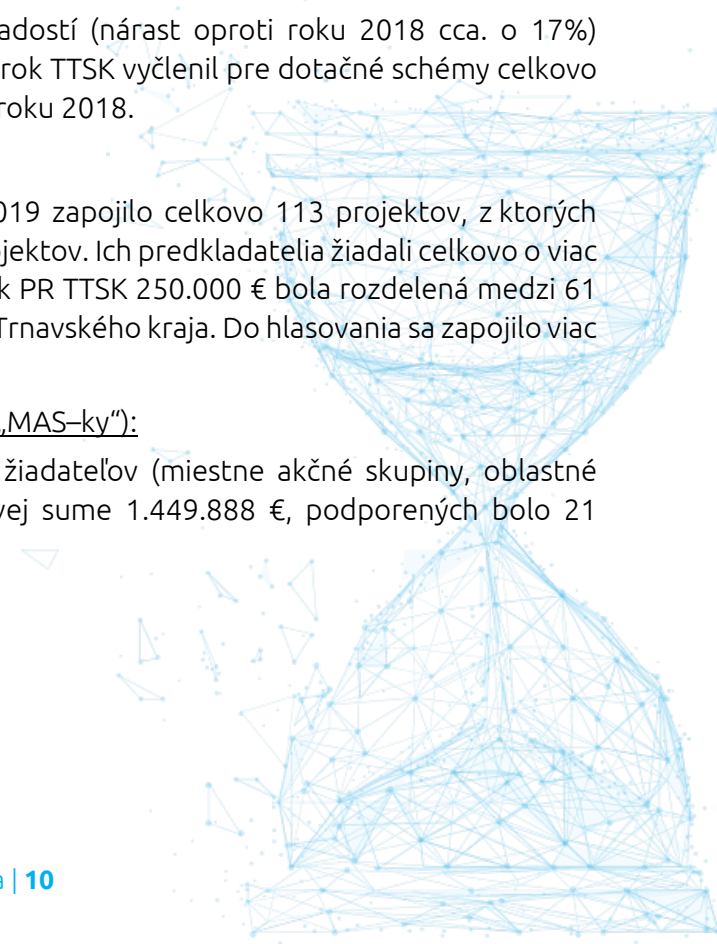 adostí (nárast oproti roku 2018 cca. o 17%)
rok TTSK vyčlenil pre dotačné schémy celkovo
roku 2018.
019 zapojilo celkovo 113 projektov, z ktorých
jektov. Ich predkladatelia žiadali celkovo o viac
k PR TTSK 250.000 € bola rozdelená medzi 61
Trnavského kraja. Do hlasovania sa zapojilo viac
„MAS–ky“):
žiadateľov (miestne akčné skupiny, oblastné
vej sume 1.449.888 €, podporených bolo 21
a | 10